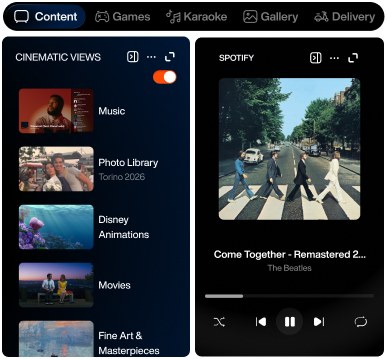 Content Games Karaoke Gallery Delivery
CINEMATIC VIEWS
Music
Photo Library
Torino 2026
Disney
Animations
Movies
Fine Art &
Masterpieces
SPOTIFY
Come Together - Remastered 2...
The Beatles